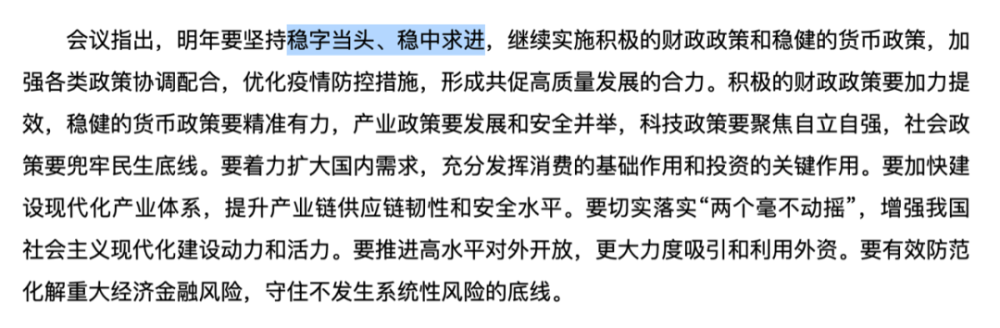 会议指出，明年要坚持稳字当头、稳中求进，继续实施积极的财政政策和稳健的货币政策，加
强各类政策协调配合，优化疫情防控措施，形成共促高质量发展的合力。积极的财政政策要加力提
效，稳健的货币政策要精准有力，产业政策要发展和安全并举，科技政策要聚焦自立自强，社会政
策要兜牢民生底线。要着力扩大国内需求，充分发挥消费的基础作用和投资的关键作用。要加快建
设现代化产业体系，提升产业链供应链韧性和安全水平。要切实落实“两个毫不动摇”，增强我国
社会主义现代化建设动力和活力。要推进高水平对外开放，更大力度吸引和利用外资。要有效防范
化解重大经济金融风险，守住不发生系统性风险的底线。